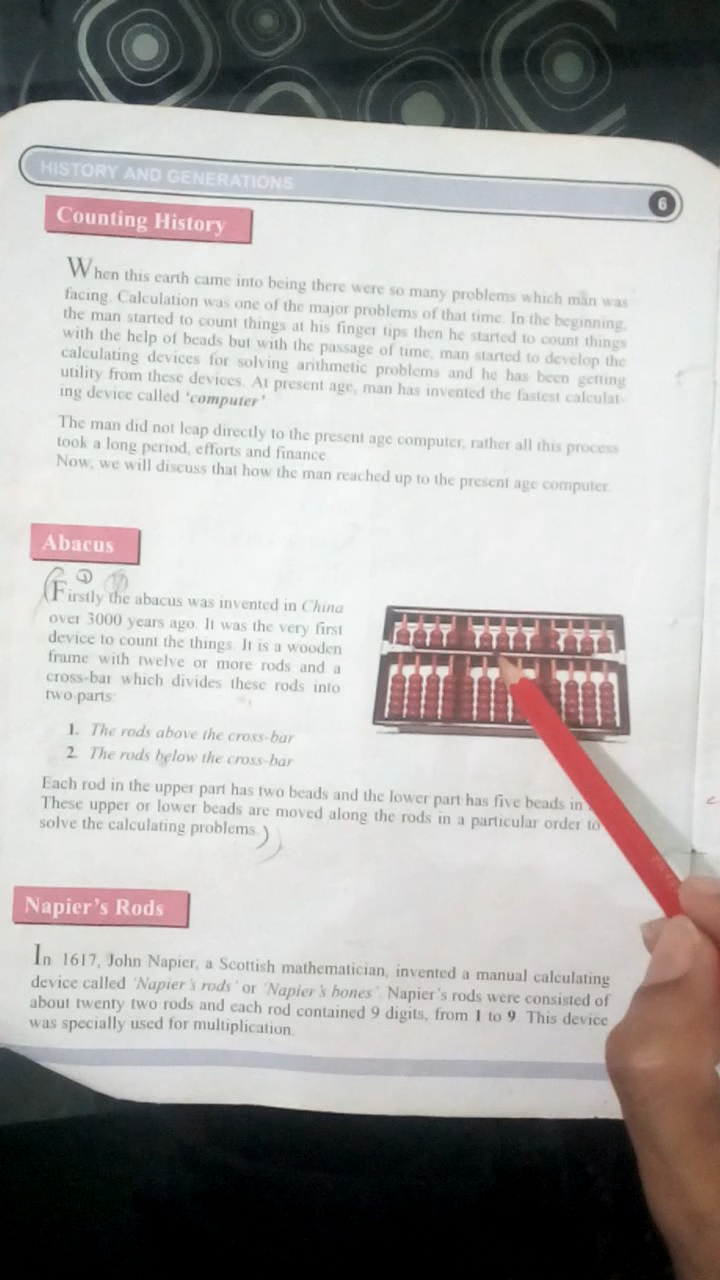 HISTORY AND GENERATIONS
6
Counting History
When this earth came into being there were so many problems which man was
facing. Calculation was one of the major problems of that time. In the beginning,
the man started to count things at his finger tips then he started to count things
with the help of beads but with the passage of time, man started to develop the
calculating devices for solving arithmetic problems and he has been getting
utility from these devices. At present age, man has invented the fastest calculat-
ing device called 'computer'
The man did not leap directly to the present age computer, rather all this process
took a long period, efforts and finance.
Now, we will discuss that how the man reached up to the present age computer.
Abacus
Firstly the abacus was invented in China
over 3000 years ago. It was the very first
device to count the things. It is a wooden
frame with twelve or more rods and a
cross-bar which divides these rods into
two parts:
1. The rods above the cross-bar
2. The rods below the cross-bar
Each rod in the upper part has two beads and the lower part has five beads in
These upper or lower beads are moved along the rods in a particular order to
solve the calculating problems.
Napier's Rods
In 1617, John Napier, a Scottish mathematician, invented a manual calculating
device called 'Napier's rods' or 'Napier's bones'. Napier's rods were consisted of
about twenty two rods and each rod contained 9 digits, from 1 to 9. This device
was specially used for multiplication.